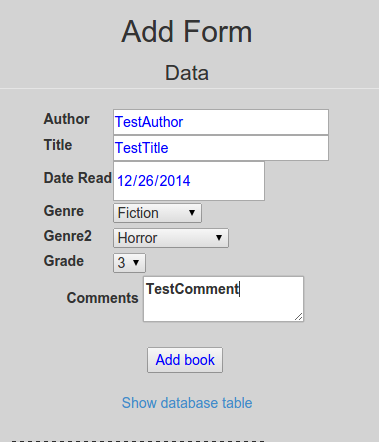 Add Form
Data
Author TestAuthor
Title TestTitle
Date Read 12/26/2014
Genre Fiction
Genre2 Horror
Grade 3
Comments TestComment
Add book
Show database table